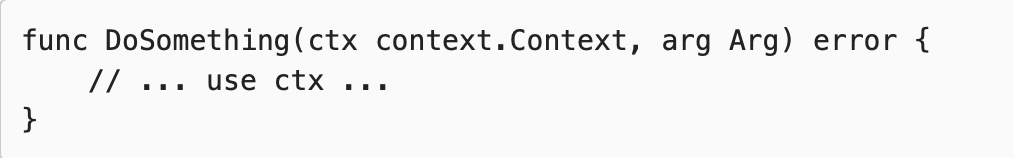 func DoSomething(ctx context.Context, arg Arg) error {
    // ... use ctx ...
}